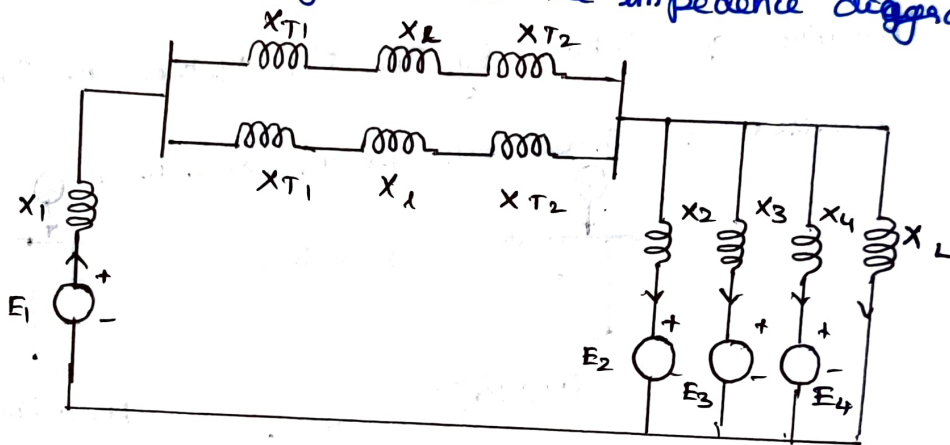 impedence
XT1 Xl XT2
XT1 Xl XT2
X1
X2 X3 X4 XL
+
E1 -
+ + +
E2 - E3 - E4 -